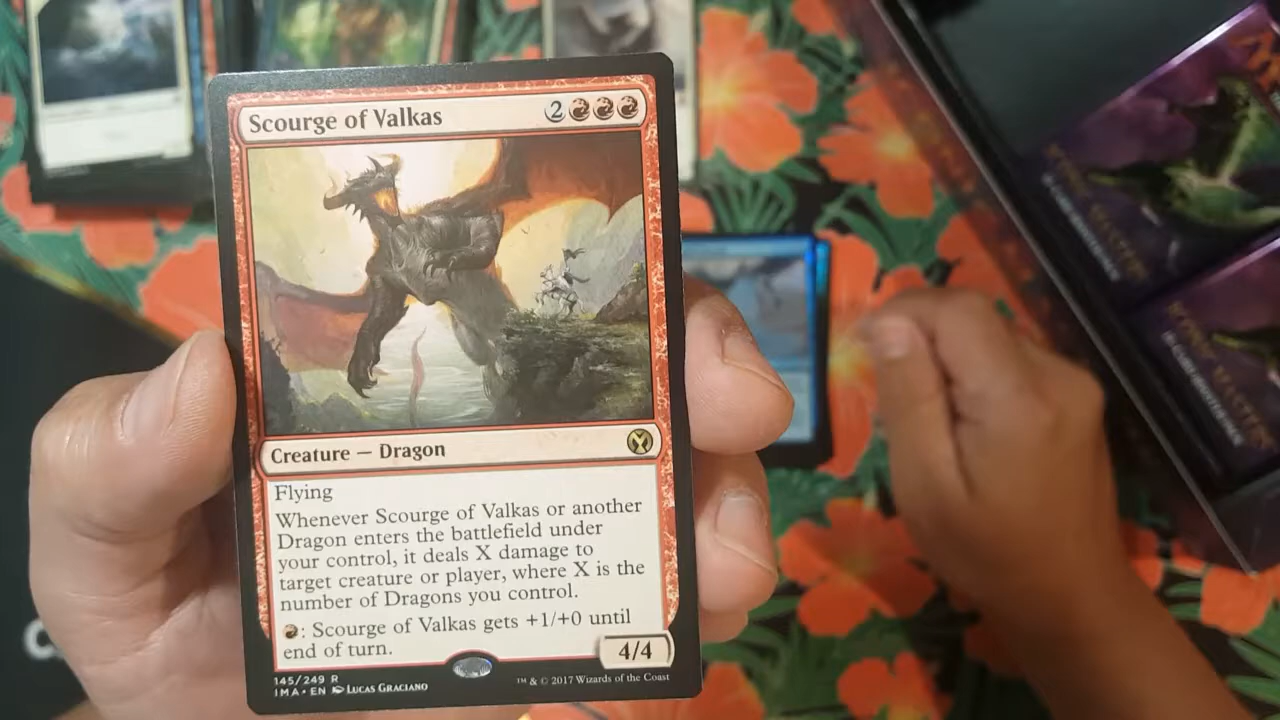 Scourge of Valkas 2
Creature — Dragon
Flying
Whenever Scourge of Valkas or another
Dragon enters the battlefield under
your control, it deals X damage to
target creature or player, where X is the
number of Dragons you control.
: Scourge of Valkas gets +1/+0 until
end of turn.
4/4
145/249 R
IMA • EN Lucas Graciano
™ & © 2017 Wizards of the Coast